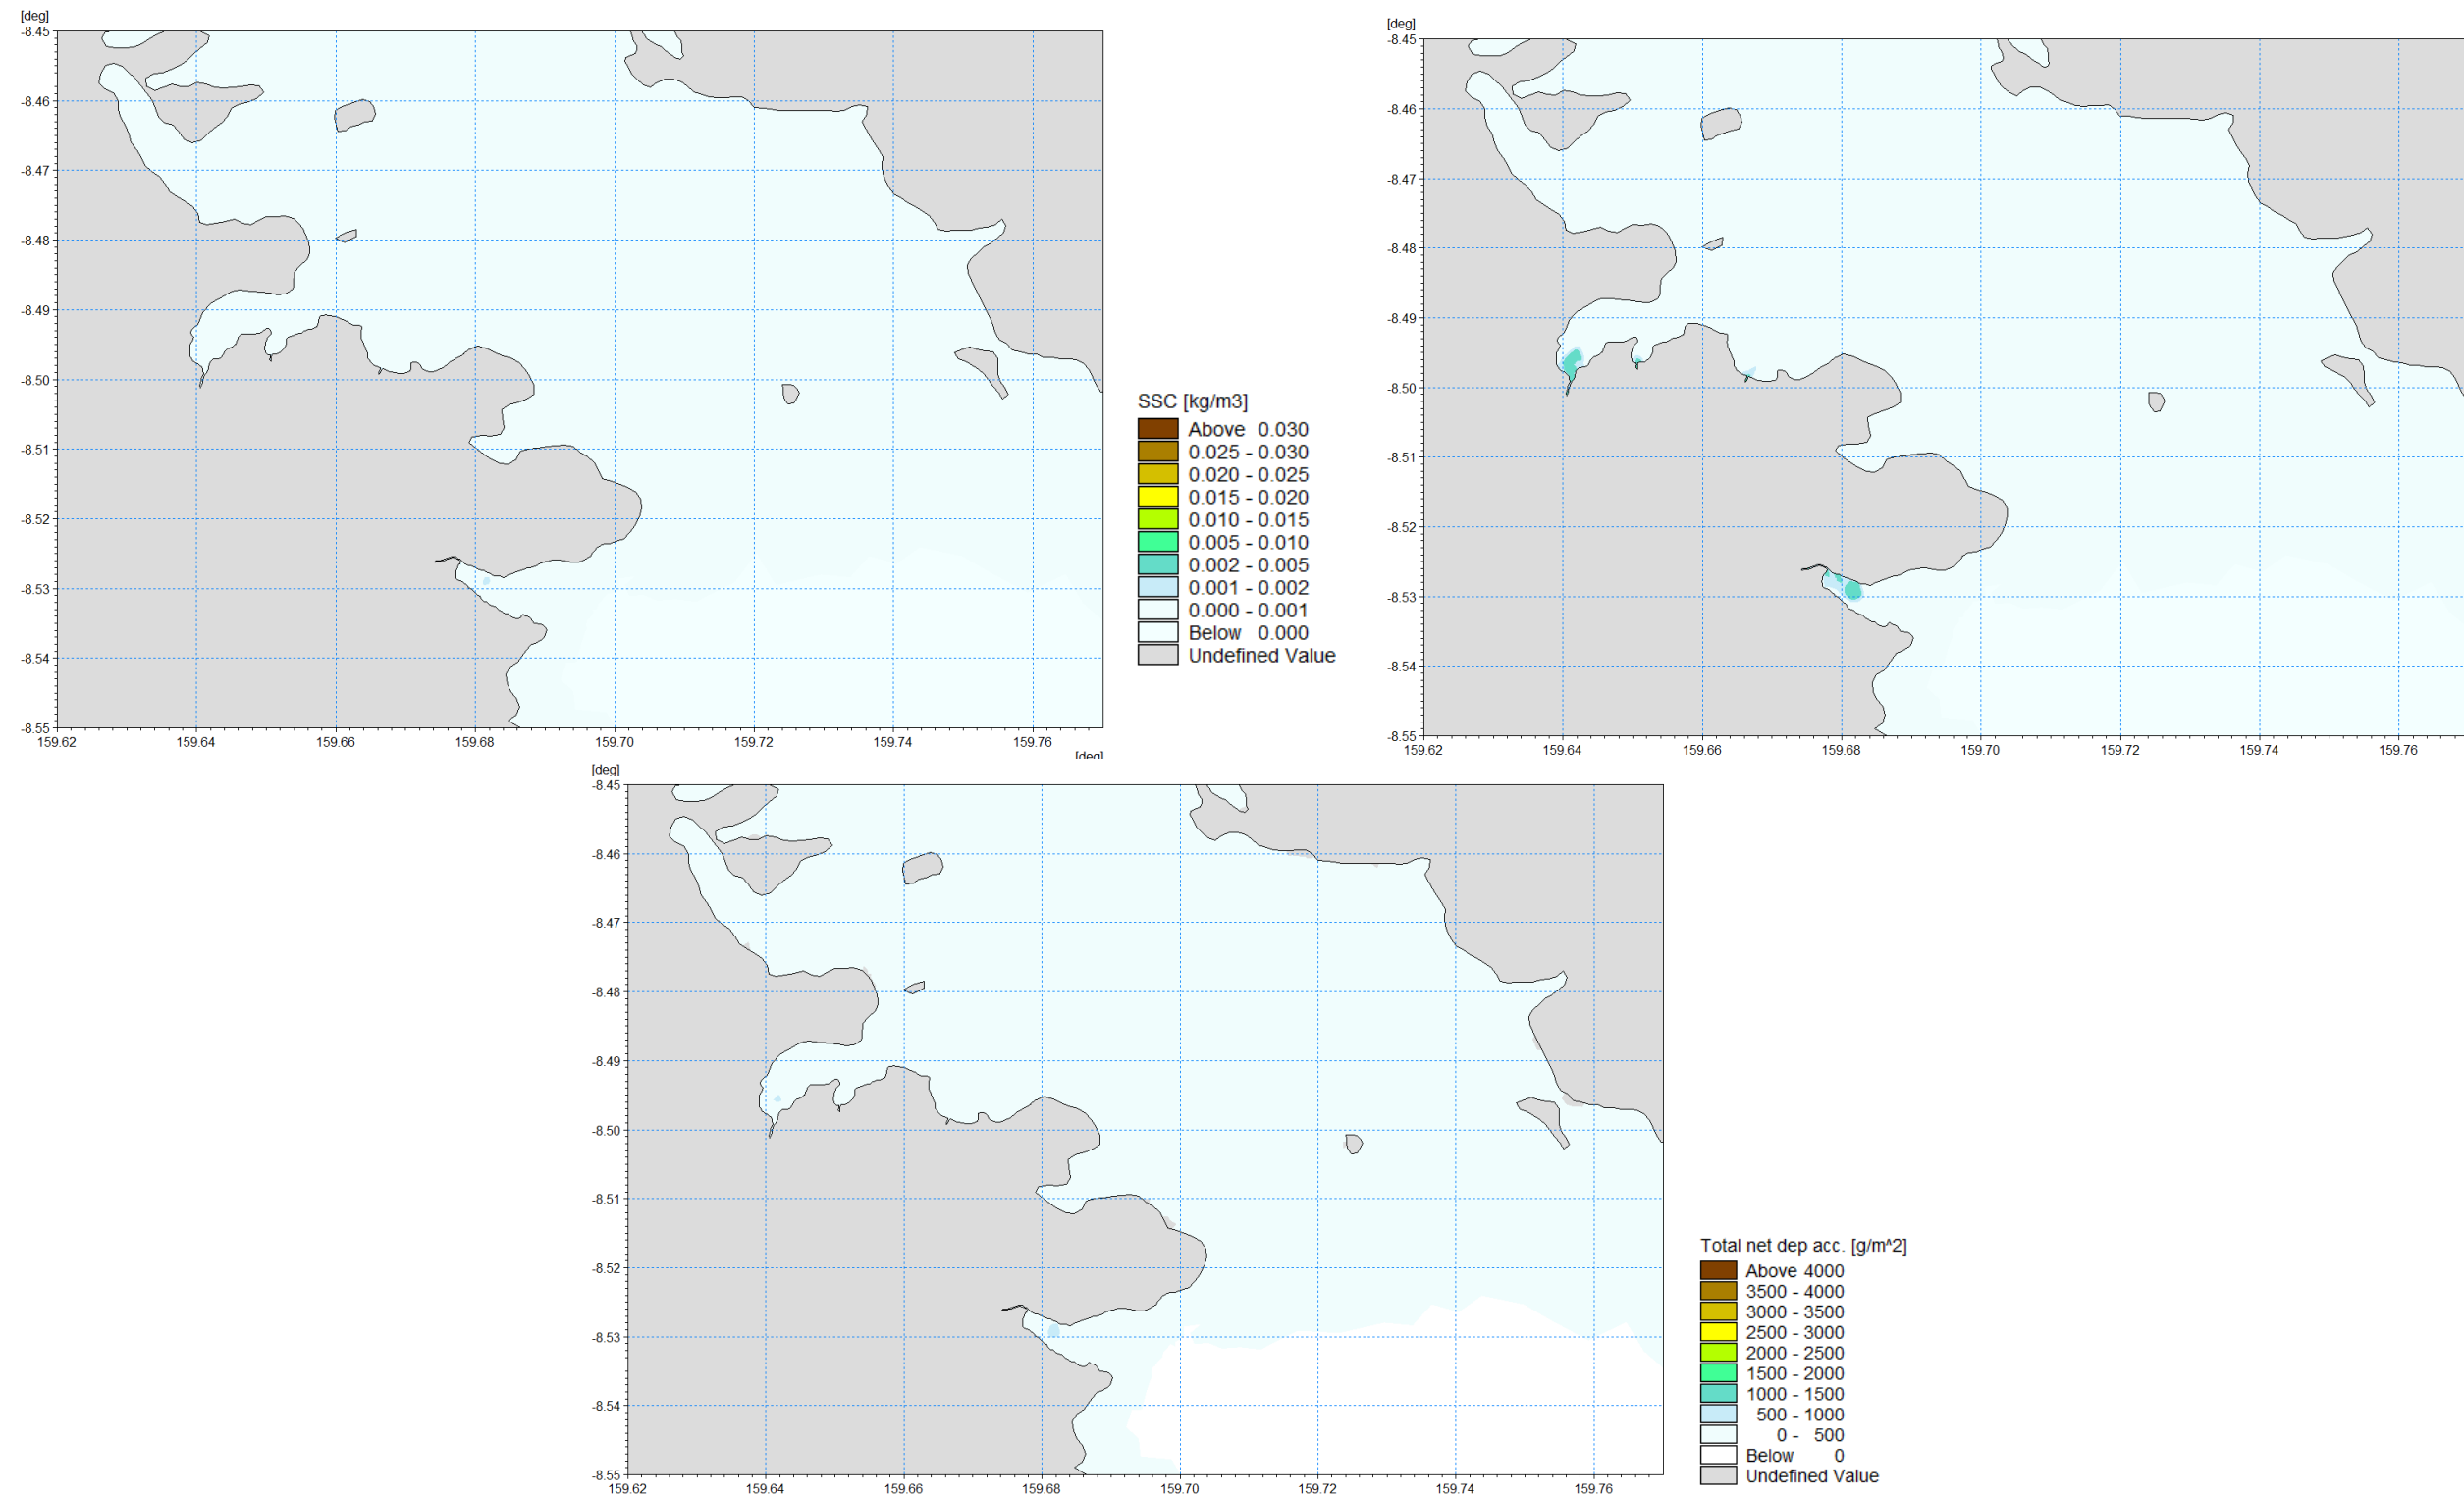 [deg]
-8.45
-8.46
-8.47
-8.48
-8.49
-8.50
-8.51
-8.52
-8.53
-8.54
-8.55
159.62
159.64
159.66
159.68
159.70
159.72
159.74
159.76
[deg]
SSC [kg/m3]
Above 0.030
0.025 - 0.030
0.020 - 0.025
0.015 - 0.020
0.010 - 0.015
0.005 - 0.010
0.002 - 0.005
0.001 - 0.002
0.000 - 0.001
Below 0.000
Undefined Value
[deg]
-8.45
-8.46
-8.47
-8.48
-8.49
-8.50
-8.51
-8.52
-8.53
-8.54
-8.55
159.62
159.64
159.66
159.68
159.70
159.72
159.74
159.76
[deg]
-8.45
-8.46
-8.47
-8.48
-8.49
-8.50
-8.51
-8.52
-8.53
-8.54
-8.55
159.62
159.64
159.66
159.68
159.70
159.72
159.74
159.76
Total net dep acc. [g/m^2]
Above 4000
3500 - 4000
3000 - 3500
2500 - 3000
2000 - 2500
1500 - 2000
1000 - 1500
500 - 1000
0 - 500
Below 0
Undefined Value